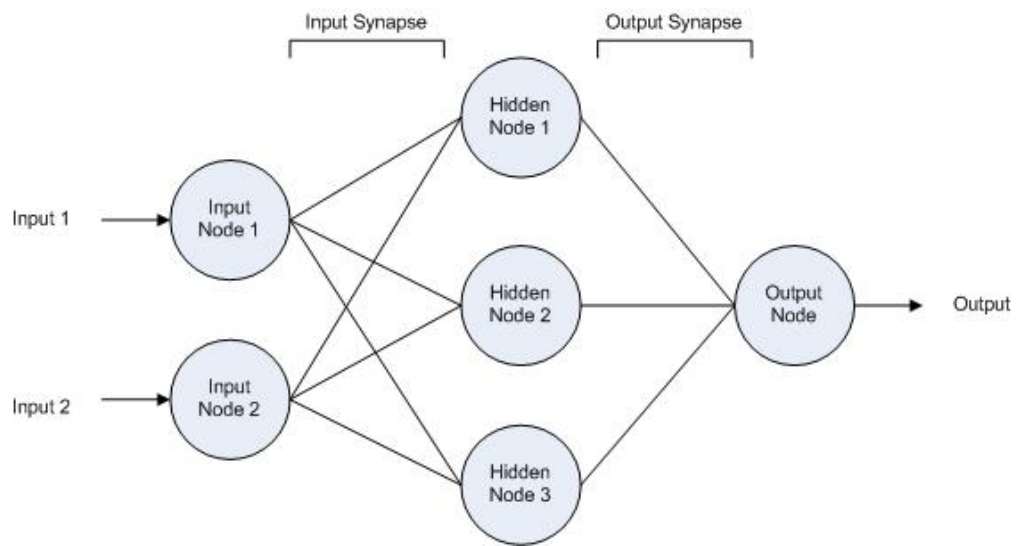 Input Synapse
Output Synapse
Hidden
Node 1
Input 1
Input
Node 1
Hidden
Node 2
Output
Node
Output
Input 2
Input
Node 2
Hidden
Node 3